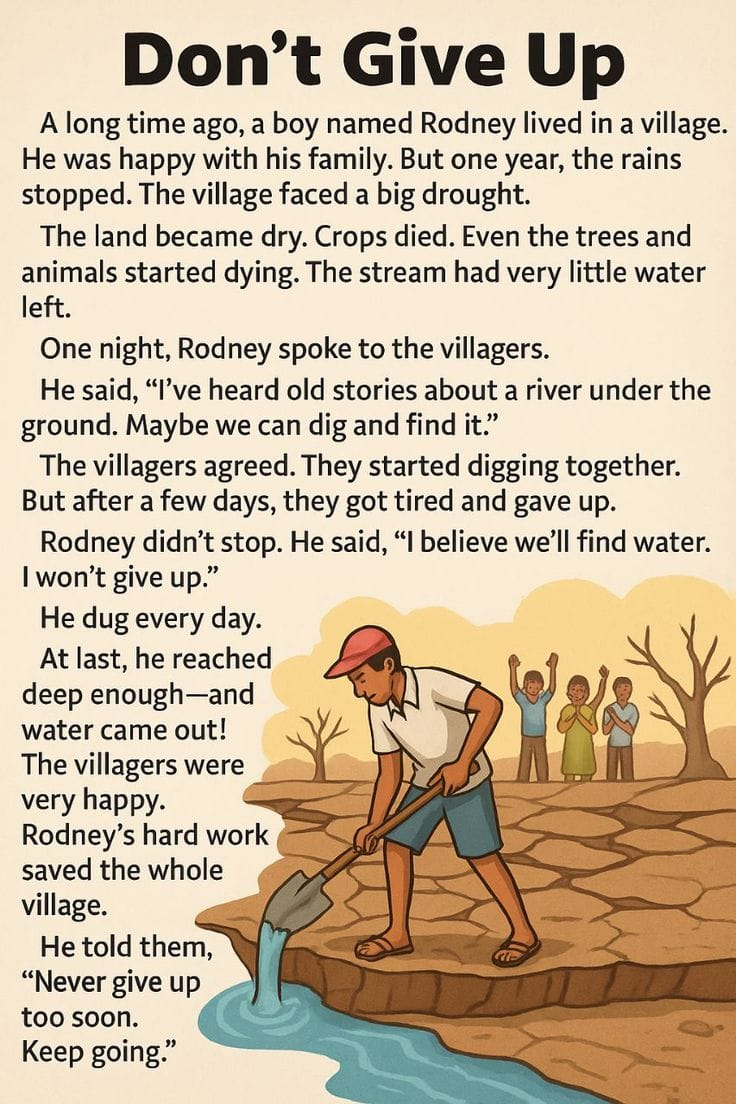 Don’t Give Up
A long time ago, a boy named Rodney lived in a village.
He was happy with his family. But one year, the rains
stopped. The village faced a big drought.
The land became dry. Crops died. Even the trees and
animals started dying. The stream had very little water
left.
One night, Rodney spoke to the villagers.
He said, “I’ve heard old stories about a river under the
ground. Maybe we can dig and find it.”
The villagers agreed. They started digging together.
But after a few days, they got tired and gave up.
Rodney didn’t stop. He said, “I believe we’ll find water.
I won’t give up.”
He dug every day.
At last, he reached
deep enough—and
water came out!
The villagers were
very happy.
Rodney’s hard work
saved the whole
village.
He told them,
“Never give up
too soon.
Keep going.”